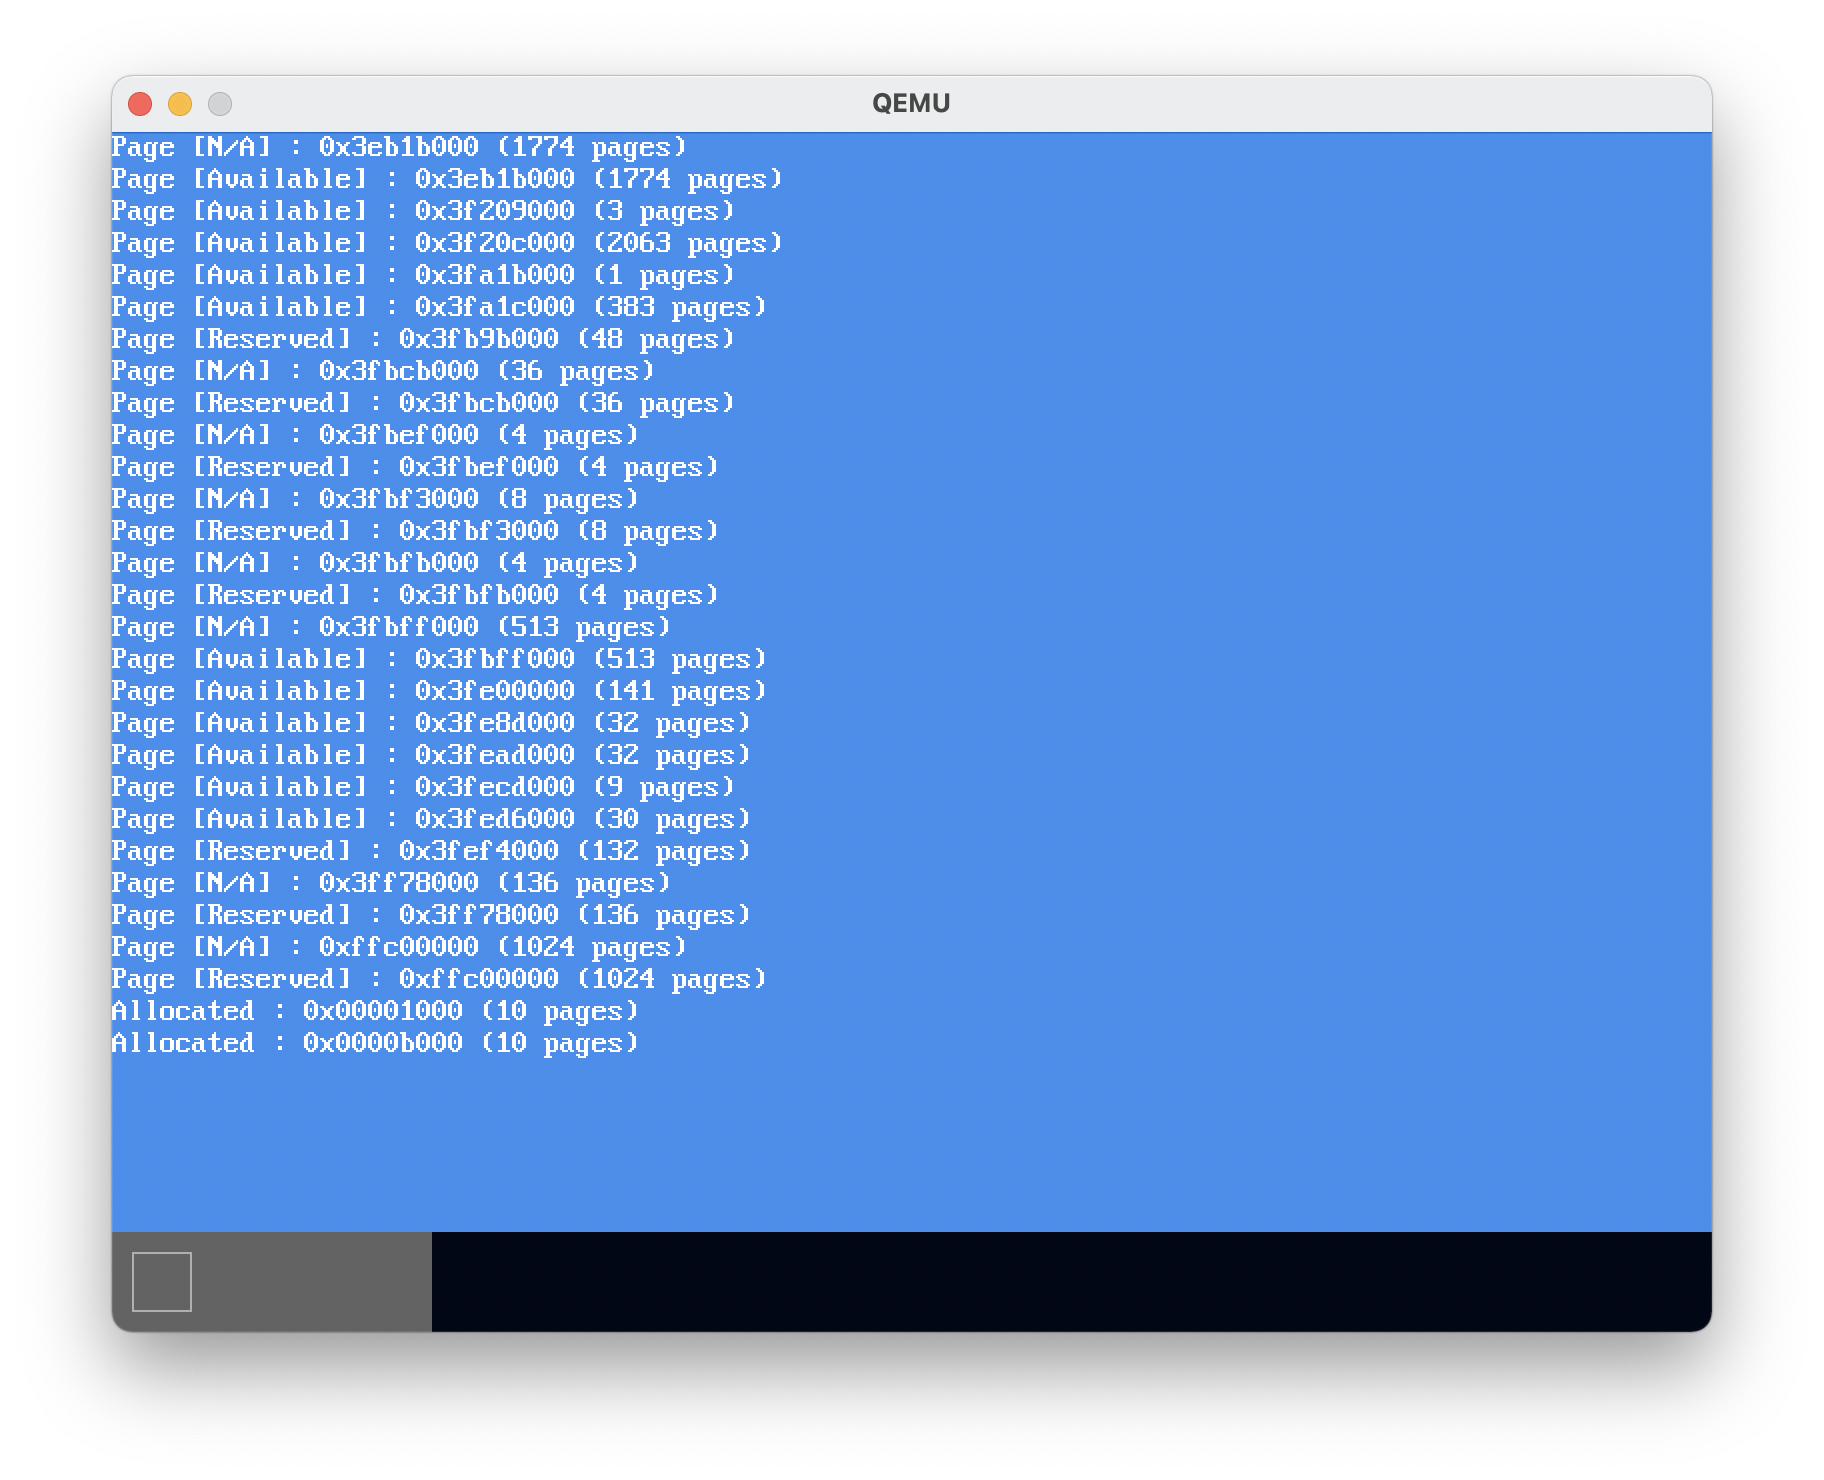 QEMU
Page [N/A] : 0x3eb1b000 (1774 pages)
Page [Available] : 0x3eb1b000 (1774 pages)
Page [Available] : 0x3f209000 (3 pages)
Page [Available] : 0x3f20c000 (2063 pages)
Page [Available] : 0x3fa1b000 (1 pages)
Page [Available] : 0x3fa1c000 (383 pages)
Page [Reserved] : 0x3fb9b000 (48 pages)
Page [N/A] : 0x3fbcb000 (36 pages)
Page [Reserved] : 0x3fbcb000 (36 pages)
Page [N/A] : 0x3fbef000 (4 pages)
Page [Reserved] : 0x3fbef000 (4 pages)
Page [N/A] : 0x3fbf3000 (8 pages)
Page [Reserved] : 0x3fbf3000 (8 pages)
Page [N/A] : 0x3fbfb000 (4 pages)
Page [Reserved] : 0x3fbfb000 (4 pages)
Page [N/A] : 0x3fbff000 (513 pages)
Page [Available] : 0x3fbff000 (513 pages)
Page [Available] : 0x3fe00000 (141 pages)
Page [Available] : 0x3fe8d000 (32 pages)
Page [Available] : 0x3fead000 (32 pages)
Page [Available] : 0x3fecd000 (9 pages)
Page [Available] : 0x3fed6000 (30 pages)
Page [Reserved] : 0x3fef4000 (132 pages)
Page [N/A] : 0x3ff78000 (136 pages)
Page [Reserved] : 0x3ff78000 (136 pages)
Page [N/A] : 0xffc00000 (1024 pages)
Page [Reserved] : 0xffc00000 (1024 pages)
Allocated : 0x00001000 (10 pages)
Allocated : 0x0000b000 (10 pages)